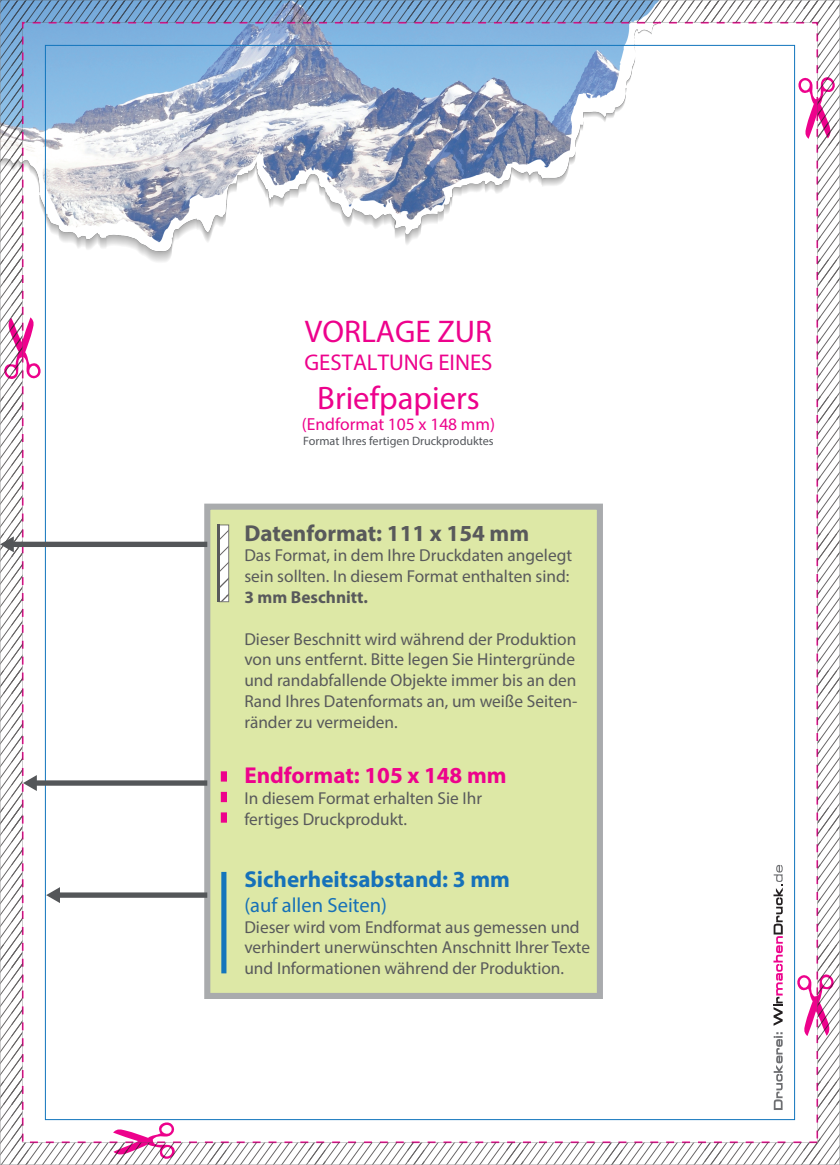 VORLAGE ZUR
GESTALTUNG EINES
Briefpapiers
(Endformat 105 x 148 mm)
Format Ihres fertigen Druckproduktes
Datenformat: 111 x 154 mm
Das Format, in dem Ihre Druckdaten angelegt
sein sollten. In diesem Format enthalten sind:
3 mm Beschnitt.
Dieser Beschnitt wird während der Produktion
von uns entfernt. Bitte legen Sie Hintergründe
und randabfallende Objekte immer bis an den
Rand Ihres Datenformats an, um weiße Seiten-
ränder zu vermeiden.
Endformat: 105 x 148 mm
In diesem Format erhalten Sie Ihr
fertiges Druckprodukt.
Sicherheitsabstand: 3 mm
(auf allen Seiten)
Dieser wird vom Endformat aus gemessen und
verhindert unerwünschten Anschnitt Ihrer Texte
und Informationen während der Produktion.
Druckerei: WIrmachenDruck.de